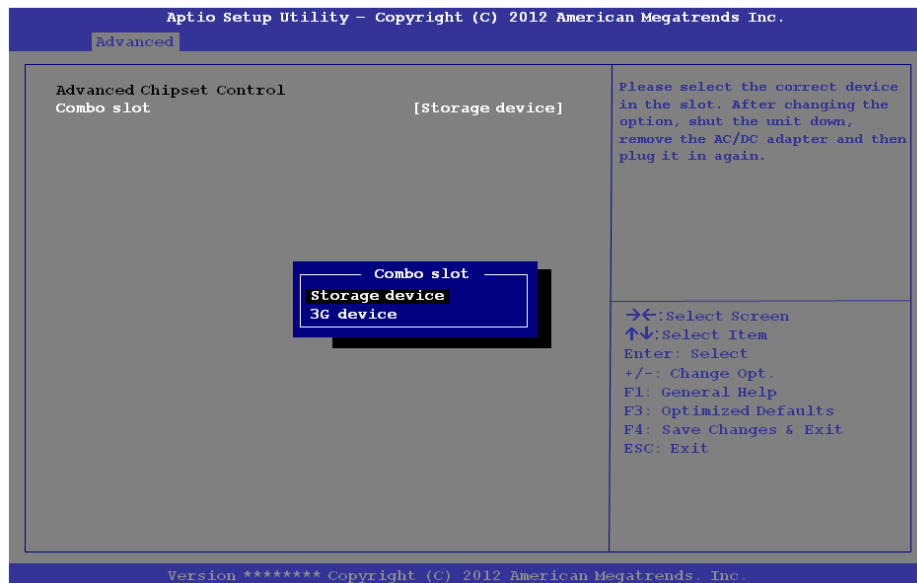 Aptio Setup Utility – Copyright (C) 2012 American Megatrends Inc.
Advanced
Advanced Chipset Control
Combo slot [Storage device]
Please select the correct device
in the slot. After changing the
option, shut the unit down,
remove the AC/DC adapter and then
plug it in again.
Combo slot
Storage device
3G device
→←:Select Screen
↑↓:Select Item
Enter: Select
+/-: Change Opt.
F1: General Help
F3: Optimized Defaults
F4: Save Changes & Exit
ESC: Exit
Version ******** Copyright (C) 2012 American Megatrends. Inc.